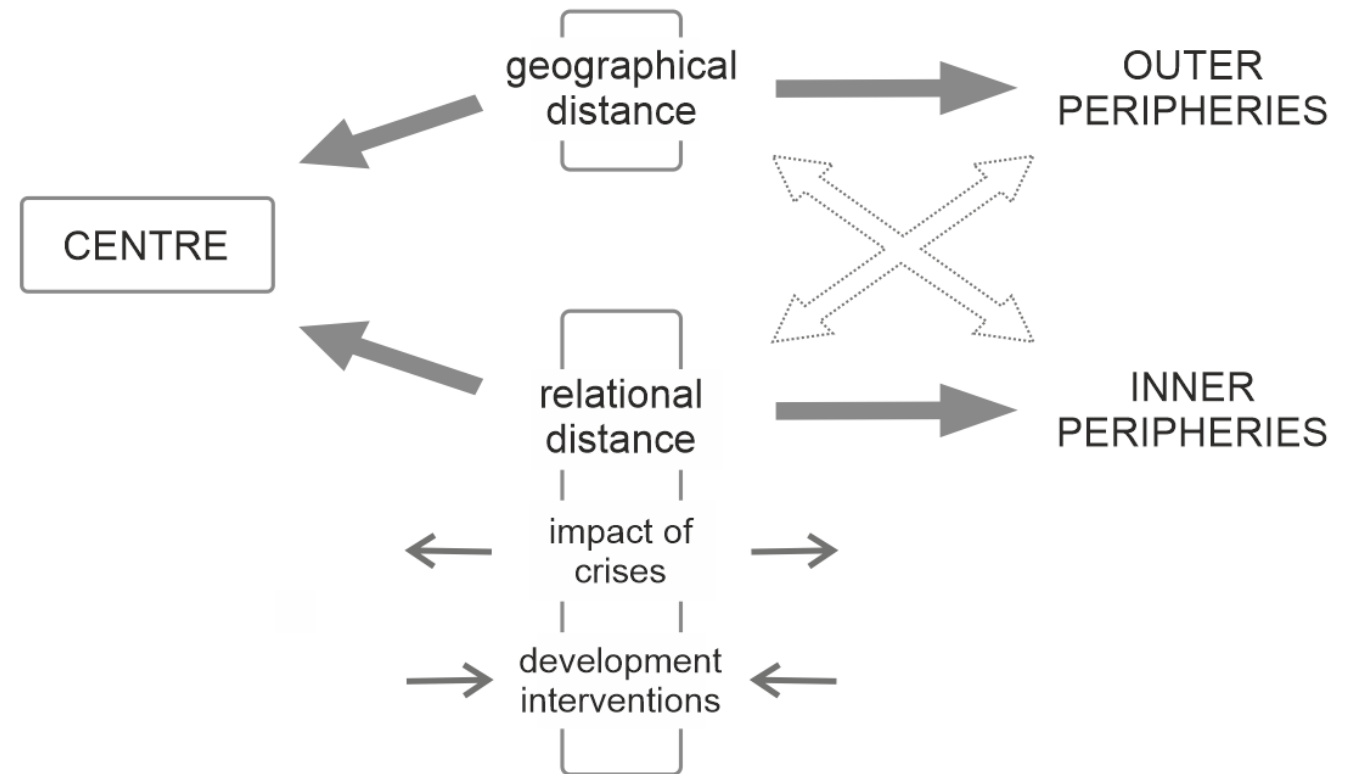 geographical
distance
OUTER
PERIPHERIES
CENTRE
relational
distance
INNER
PERIPHERIES
impact of
crises
development
interventions